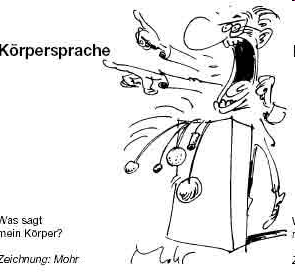 Körpersprache
Was sagt
mein Körper?
Zeichnung: Mohr
Mohr